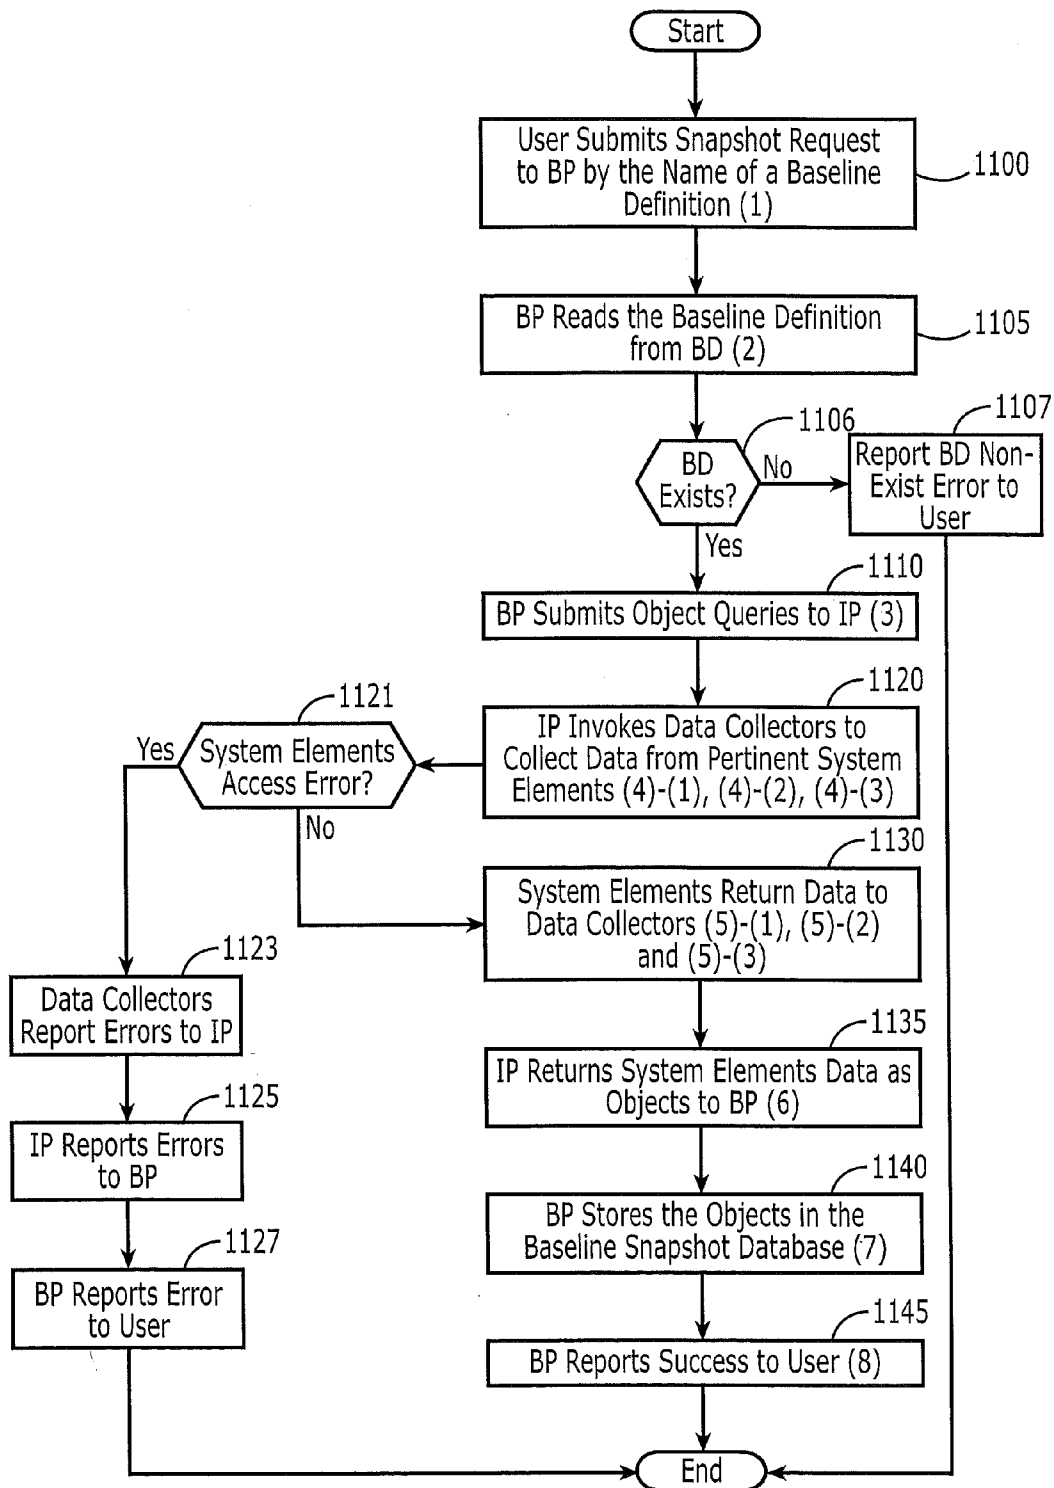 Start
User Submits Snapshot Request
to BP by the Name of a Baseline
Definition (1)
1100
BP Reads the Baseline Definition
from BD (2)
1105
1106
BD
Exists?
No
Yes
1107
Report BD Non-
Exist Error to
User
1110
BP Submits Object Queries to IP (3)
1120
IP Invokes Data Collectors to
Collect Data from Pertinent System
Elements (4)-(1), (4)-(2), (4)-(3)
1121
System Elements
Access Error?
Yes
No
1130
System Elements Return Data to
Data Collectors (5)-(1), (5)-(2)
and (5)-(3)
1123
Data Collectors
Report Errors to IP
1135
IP Returns System Elements Data as
Objects to BP (6)
1125
IP Reports Errors
to BP
1140
BP Stores the Objects in the
Baseline Snapshot Database (7)
1127
BP Reports Error
to User
1145
BP Reports Success to User (8)
End